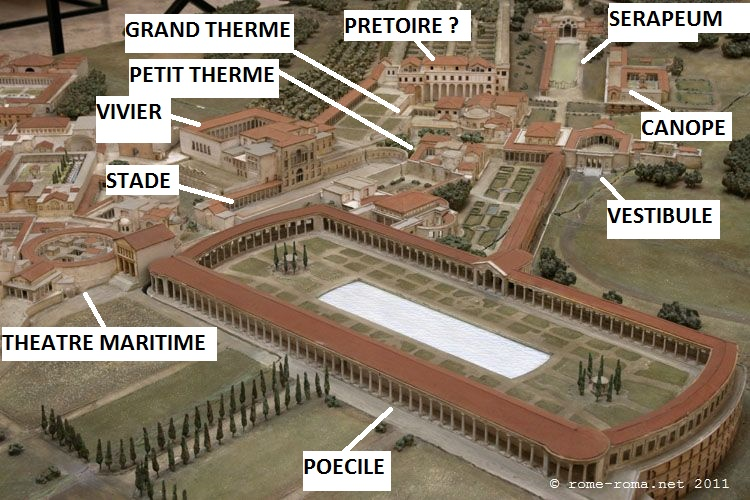 SERAPEUM
PRETOIRE ?
GRAND THERME
PETIT THERME
VIVIER
CANOPE
STADE
VESTIBULE
THEATRE MARITIME
POECILE
© rome-roma.net 2011